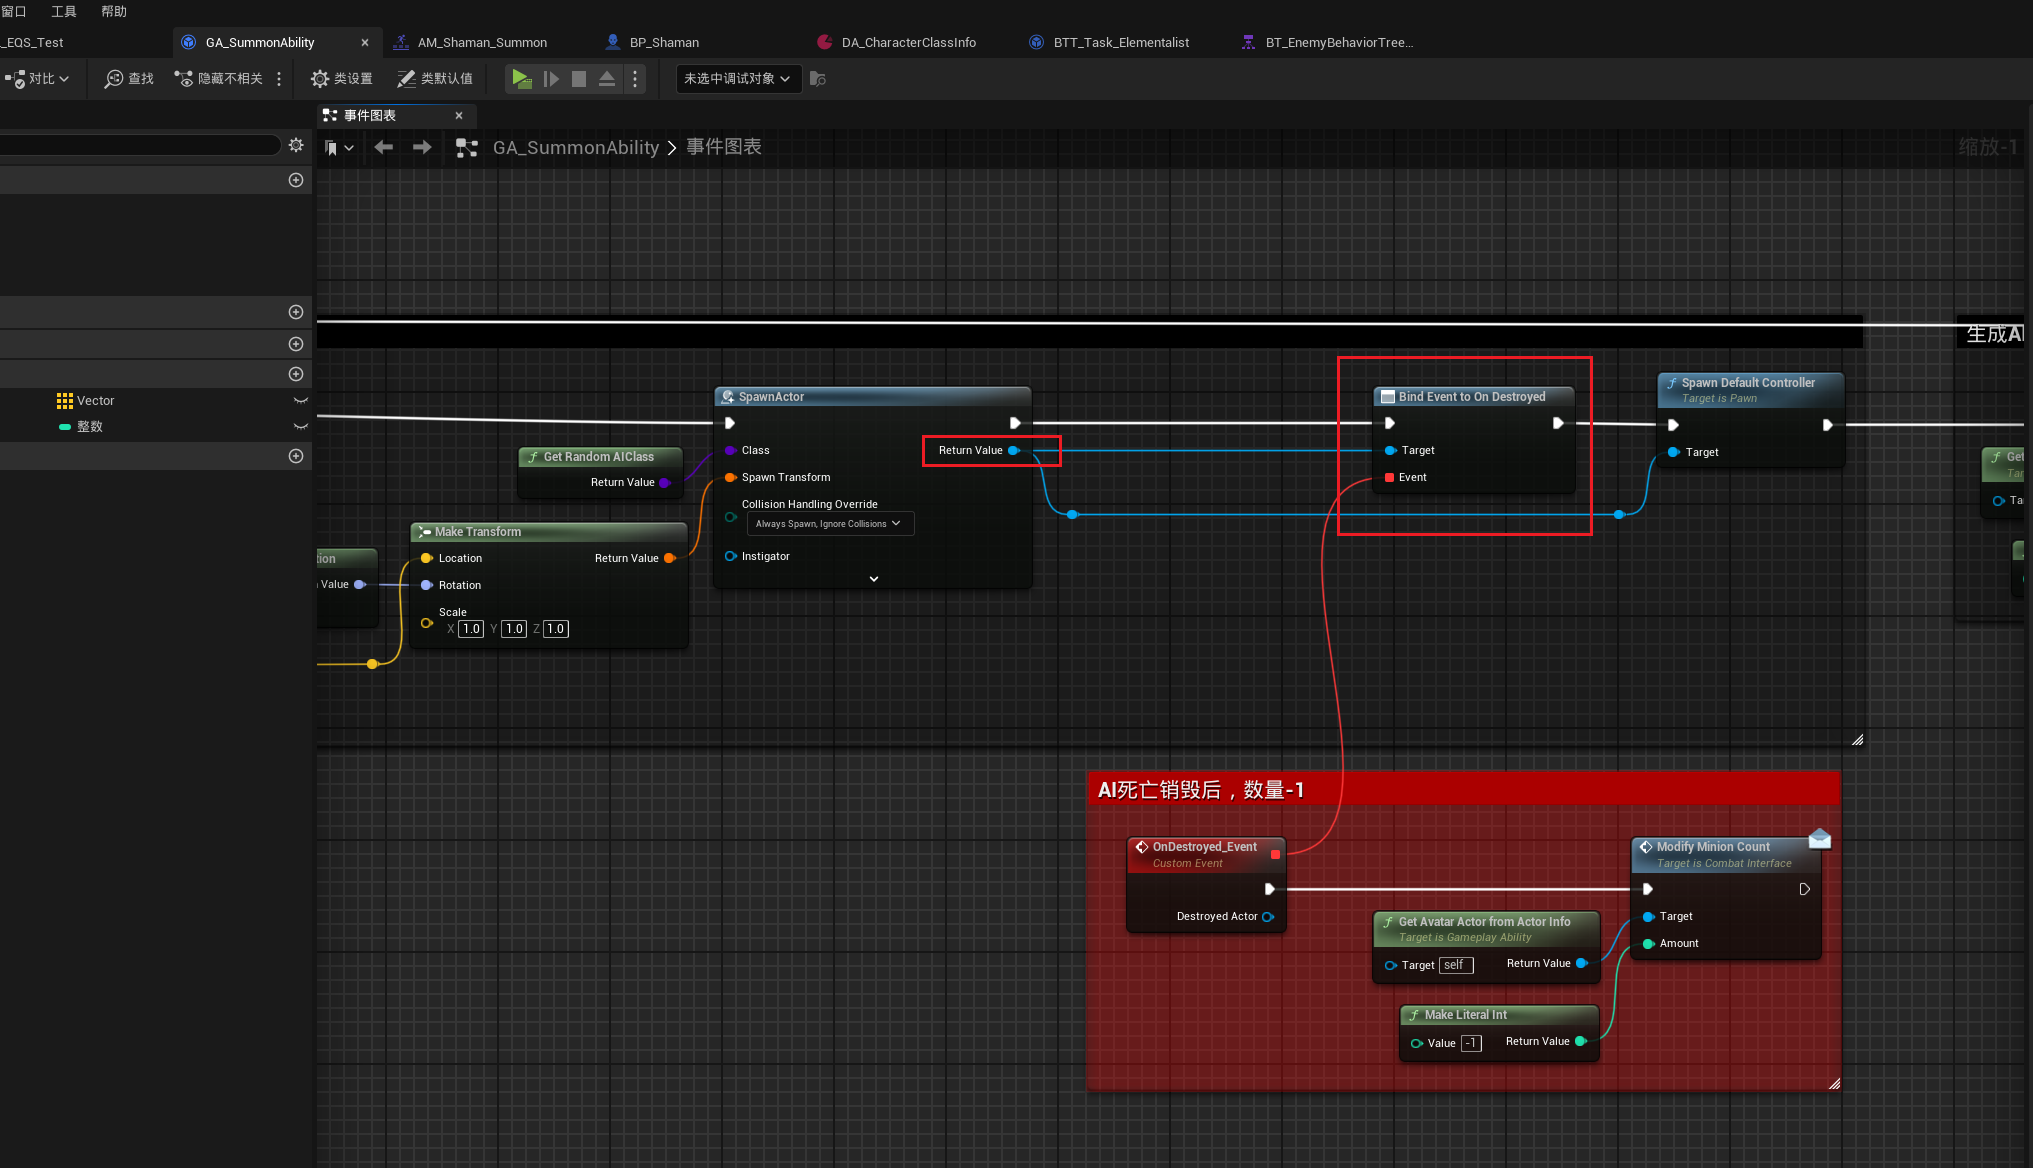 窗口 工具 帮助
_EQS_Test GA_SummonAbility AM_Shaman_Summon BP_Shaman DA_CharacterClassInfo BTT_Task_Elementalist BT_EnemyBehaviorTree...
对比 查找 隐藏不相关 类设置 类默认值 未选中调试对象
事件图表
GA_SummonAbility > 事件图表 缩放-1
Vector
整数
生成AI
SpawnActor
Class
Return Value
Spawn Transform
Collision Handling Override
Always Spawn, Ignore Collisions
Instigator
Get Random AIClass
Return Value
Make Transform
Location
Return Value
Rotation
Scale
X 1.0 Y 1.0 Z 1.0
tion
Value
Bind Event to On Destroyed
Target
Event
Spawn Default Controller
Target is Pawn
Target
Get
Tar
Ta
AI死亡销毁后，数量-1
OnDestroyed_Event
Custom Event
Destroyed Actor
Modify Minion Count
Target is Combat Interface
Target
Amount
Get Avatar Actor from Actor Info
Target is Gameplay Ability
Target self Return Value
Make Literal Int
Value -1 Return Value